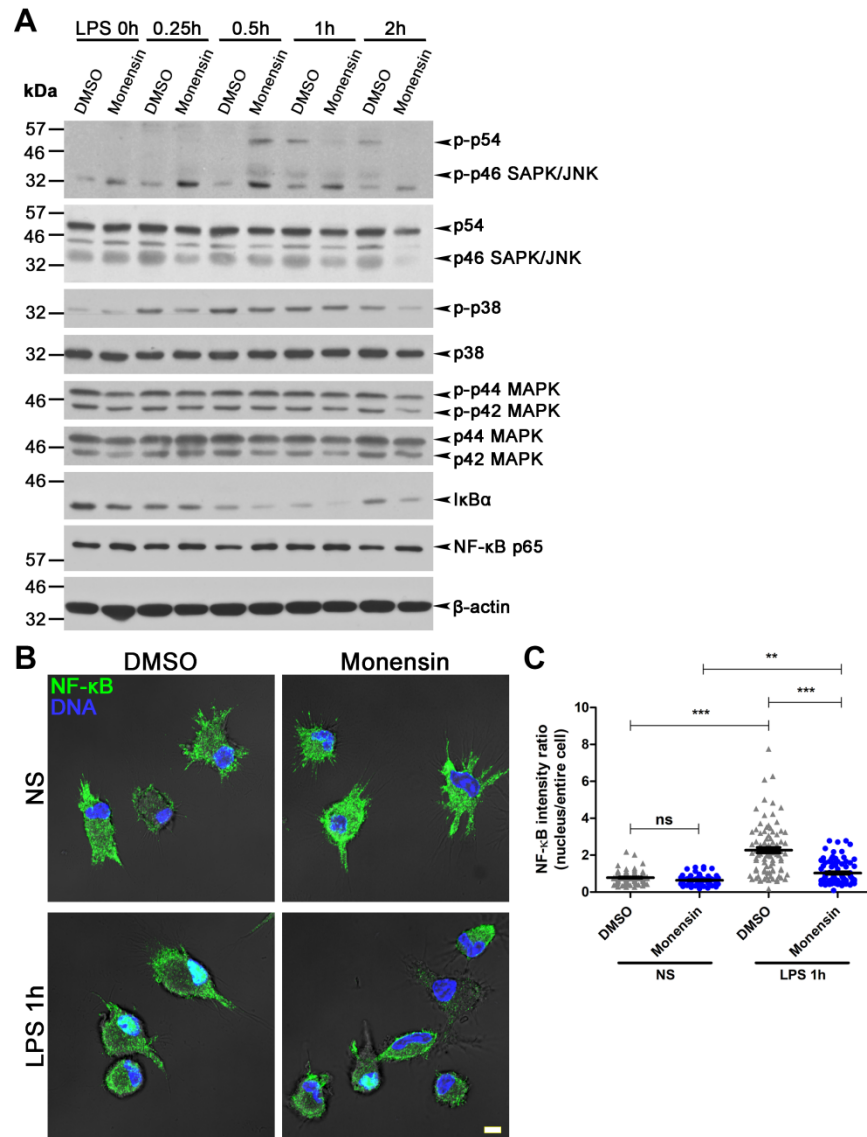 A
LPS 0h 0.25h 0.5h 1h 2h
DMSO Monensin DMSO Monensin DMSO Monensin DMSO Monensin DMSO Monensin
kDa
57
46
32
p-p54
p-p46 SAPK/JNK
57
46
32
p54
p46 SAPK/JNK
32
p-p38
32
p38
46
p-p44 MAPK
p-p42 MAPK
46
p44 MAPK
p42 MAPK
46
IκBα
57
NF-κB p65
46
32
β-actin
B
DMSO Monensin
NF-κB
DNA
NS
LPS 1h
C
**
*** ***
ns
NF-κB intensity ratio
(nucleus/entire cell)
10
8
6
4
2
0
DMSO Monensin DMSO Monensin
NS LPS 1h